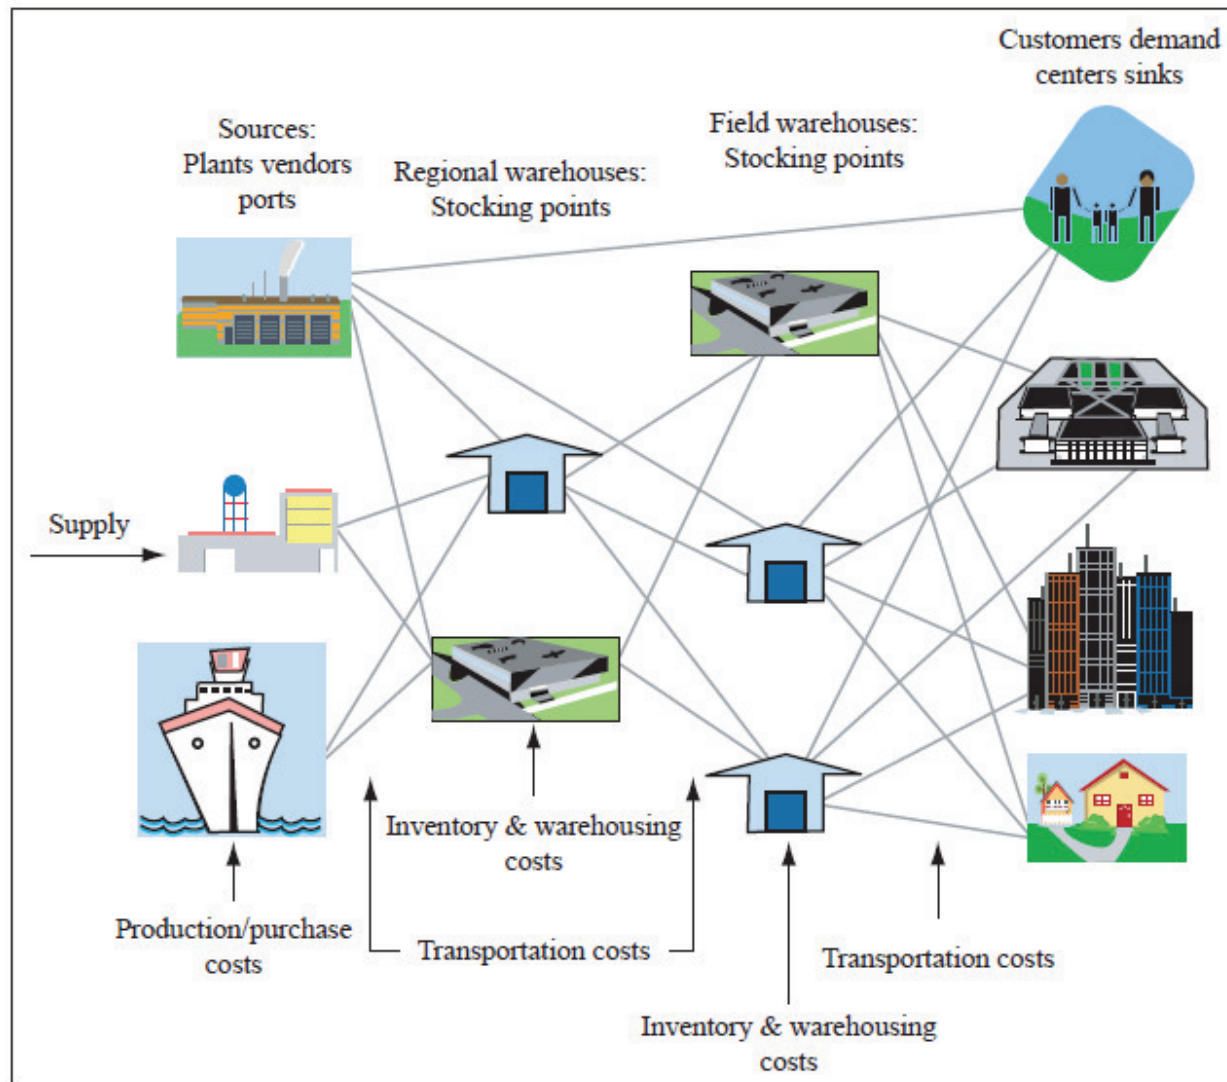 Customers demand
centers sinks
Sources:
Plants vendors
ports
Regional warehouses:
Stocking points
Field warehouses:
Stocking points
Supply
Inventory & warehousing
costs
Production/purchase
costs
Transportation costs
Transportation costs
Inventory & warehousing
costs